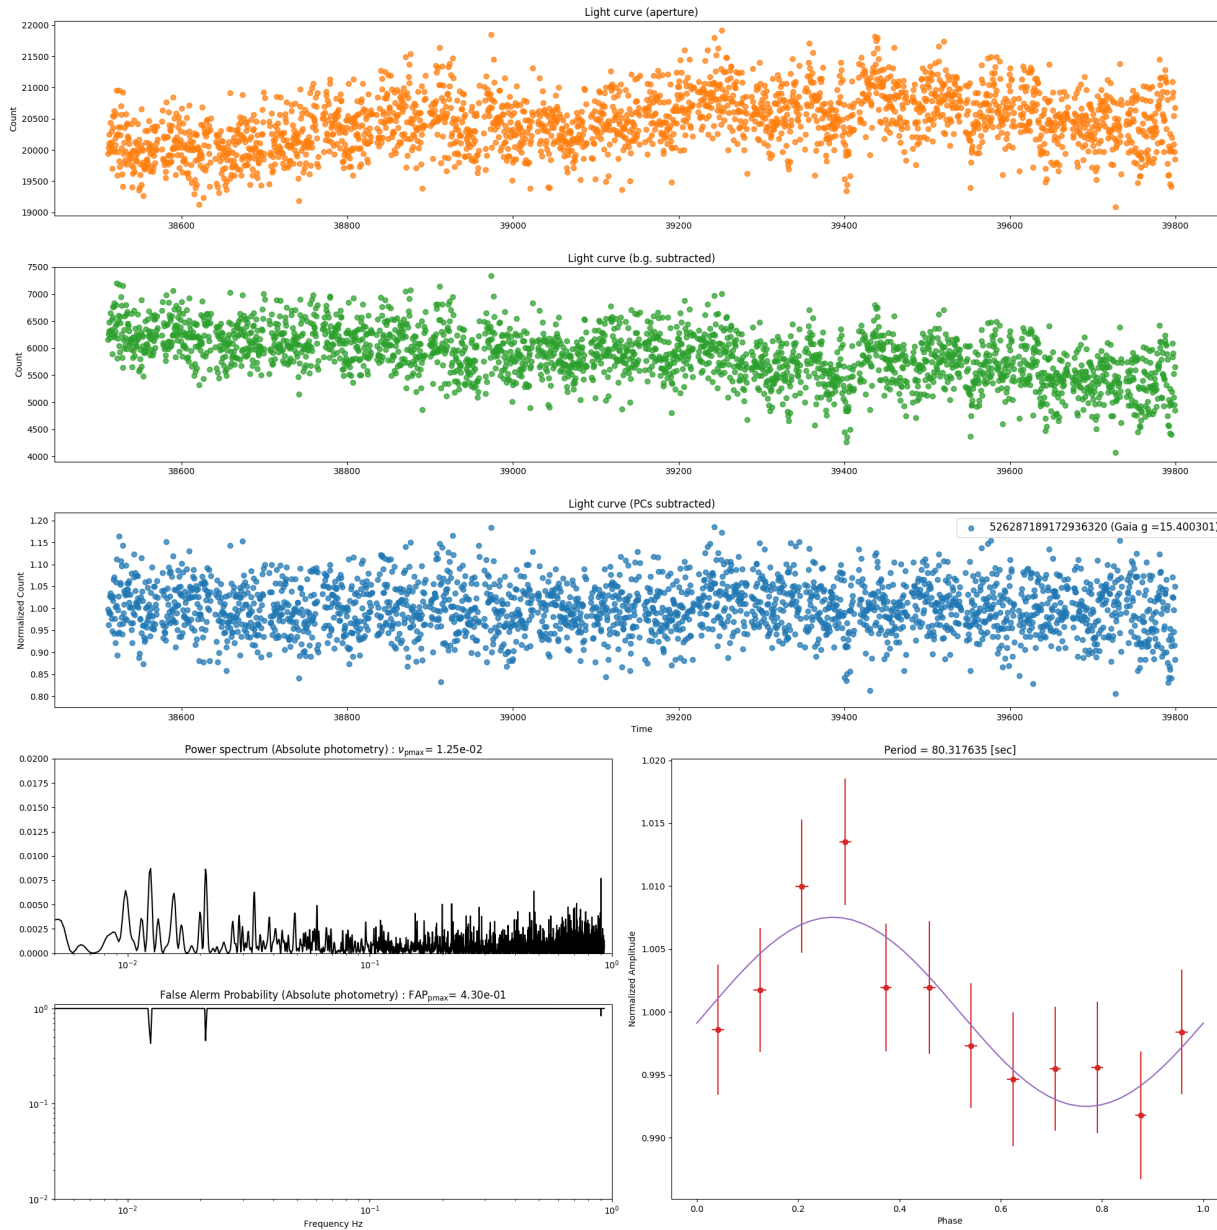 Light curve (aperture)
22000
21500
21000
20500
20000
19500
19000
Count
38600 38800 39000 39200 39400 39600 39800
Light curve (b.g. subtracted)
7500
7000
6500
6000
5500
5000
4500
4000
Count
38600 38800 39000 39200 39400 39600 39800
Light curve (PCs subtracted)
526287189172936320 (Gaia g =15.400301)
1.20
1.15
1.10
1.05
1.00
0.95
0.90
0.85
0.80
Normalized Count
38600 38800 39000 39200 39400 39600 39800
Time
Power spectrum (Absolute photometry) : νpmax= 1.25e-02
0.0200
0.0175
0.0150
0.0125
0.0100
0.0075
0.0050
0.0025
0.0000
10⁻² 10⁻¹ 10⁰
False Alerm Probability (Absolute photometry) : FAPpmax= 4.30e-01
10⁰
10⁻¹
10⁻²
10⁻² 10⁻¹ 10⁰
Frequency Hz
Period = 80.317635 [sec]
1.020
1.015
1.010
1.005
1.000
0.995
0.990
Normalized Amplitude
0.0 0.2 0.4 0.6 0.8 1.0
Phase